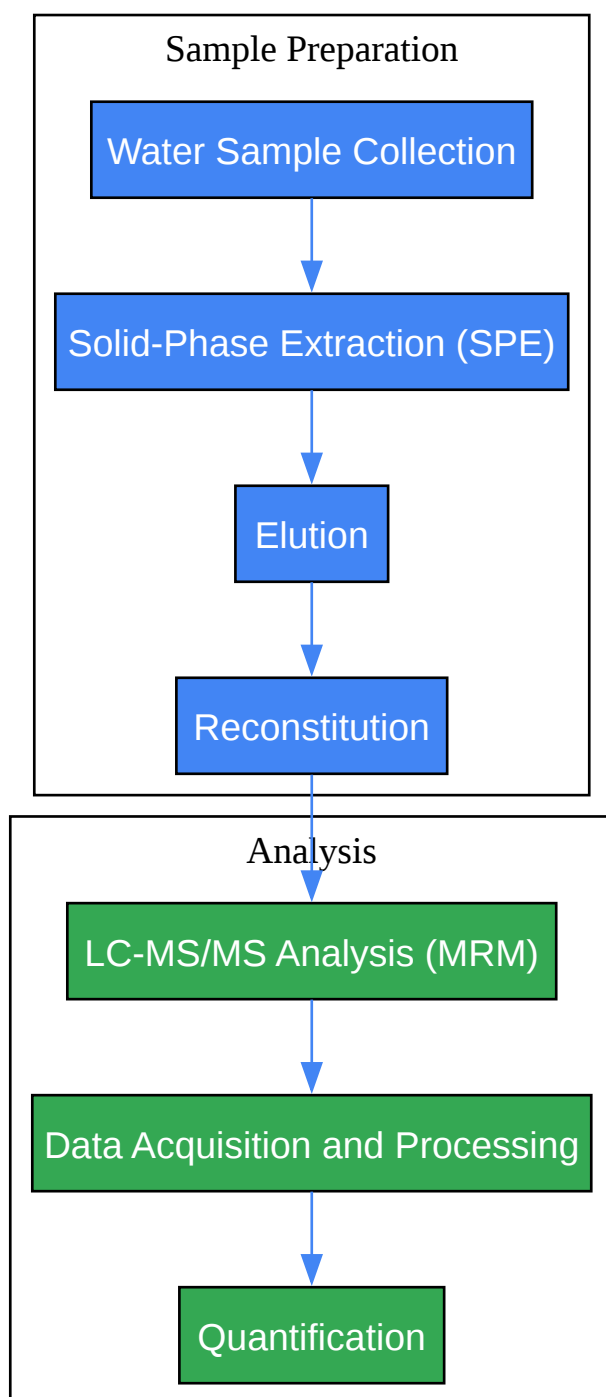 Sample Preparation
Water Sample Collection
Solid-Phase Extraction (SPE)
Elution
Reconstitution
Analysis
LC-MS/MS Analysis (MRM)
Data Acquisition and Processing
Quantification